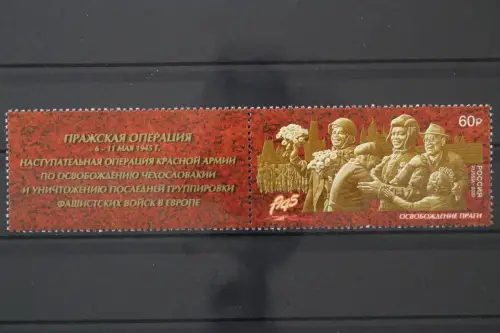 ПРАЖСКАЯ ОПЕРАЦИЯ
6 - 11 МАЯ 1945 Г.
НАСТУПАТЕЛЬНАЯ ОПЕРАЦИЯ КРАСНОЙ АРМИИ
ПО ОСВОБОЖДЕНИЮ ЧЕХОСЛОВАКИИ
И УНИЧТОЖЕНИЮ ПОСЛЕДНЕЙ ГРУППИРОВКИ
ФАШИСТСКИХ ВОЙСК В ЕВРОПЕ
60₽
РОССИЯ
1945
ОСВОБОЖДЕНИЕ ПРАГИ